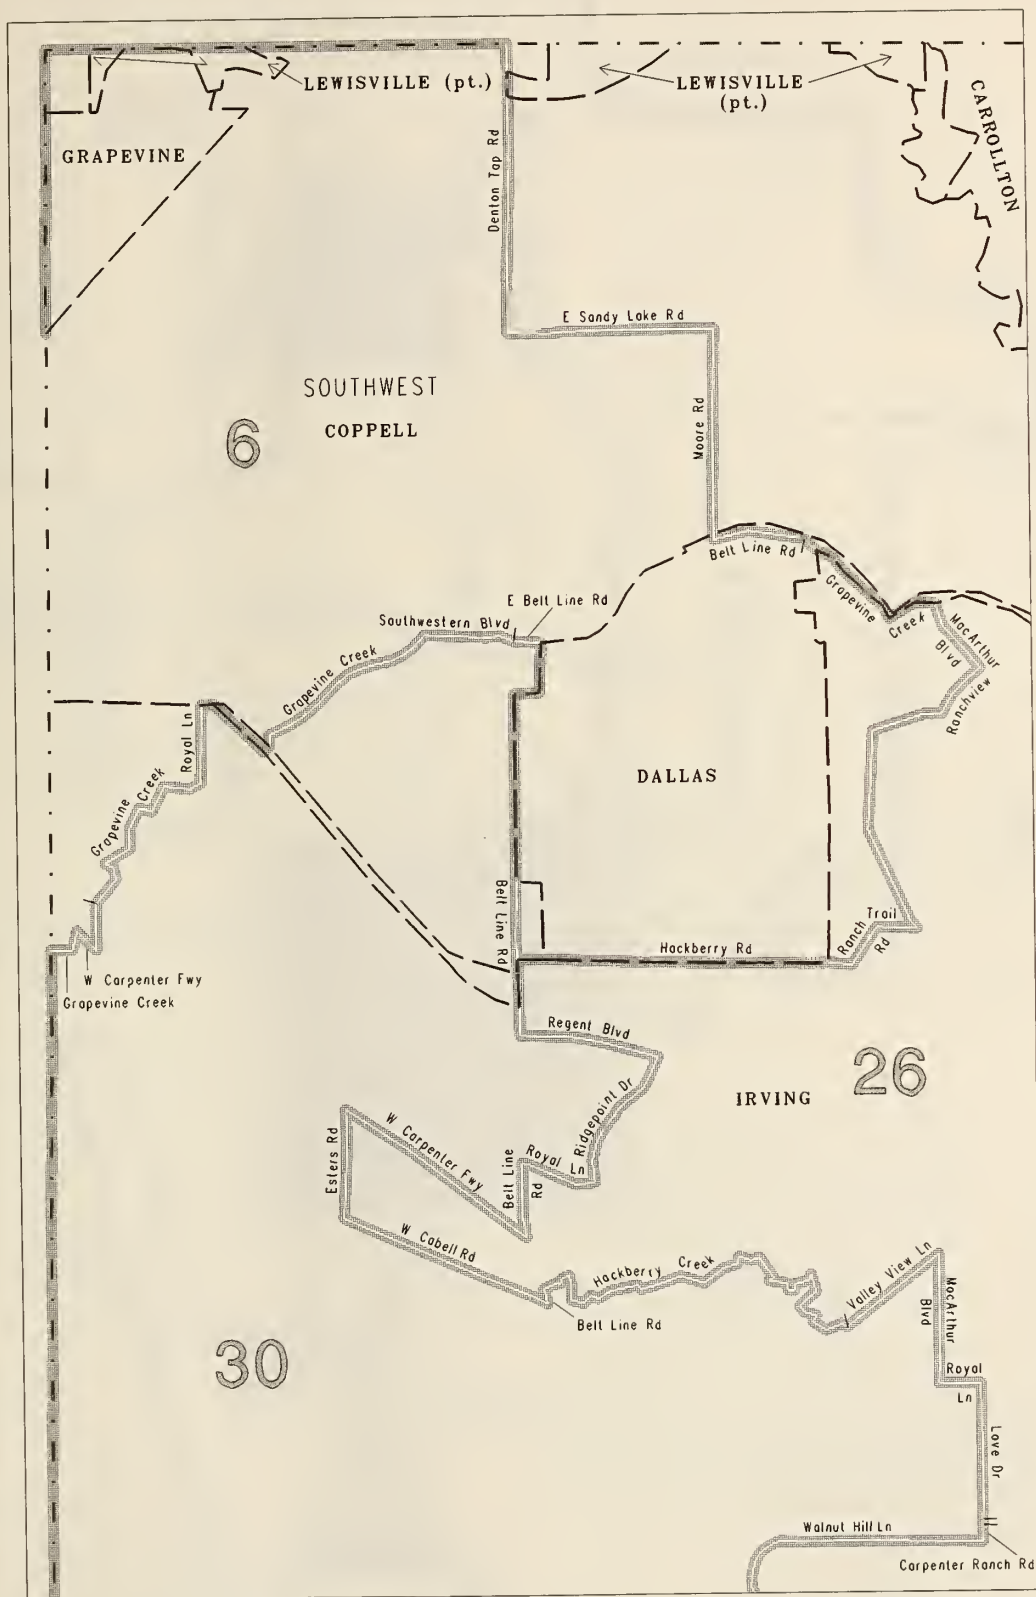 LEWISVILLE (pt.)
LEWISVILLE
(pt.)
CARROLLTON
GRAPEVINE
Denton Tap Rd
E Sandy Lake Rd
SOUTHWEST
COPPELL
6
Moore Rd
Belt Line Rd
Grapevine
Creek
E Belt Line Rd
Southwestern Blvd
MacArthur
Blvd
Ranchview
Grapevine Creek
Royal Ln
Grapevine Creek
DALLAS
Belt Line Rd
Hackberry Rd
Ranch Trail
Rd
W Carpenter Fwy
Grapevine Creek
Regent Blvd
26
IRVING
Ridgepoint Dr
Esters Rd
W Carpenter Fwy
Belt Line
Rd
Royal Ln
W Cabell Rd
Hackberry Creek
Valley View Ln
MacArthur
Blvd
Belt Line Rd
30
Royal
Ln
Love Dr
Walnut Hill Ln
Carpenter Ranch Rd